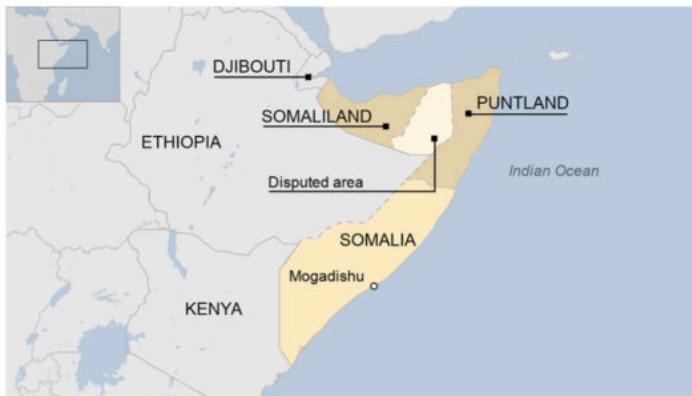 DJIBOUTI
PUNTLAND
SOMALILAND
ETHIOPIA
Disputed area
Indian Ocean
SOMALIA
Mogadishu
KENYA